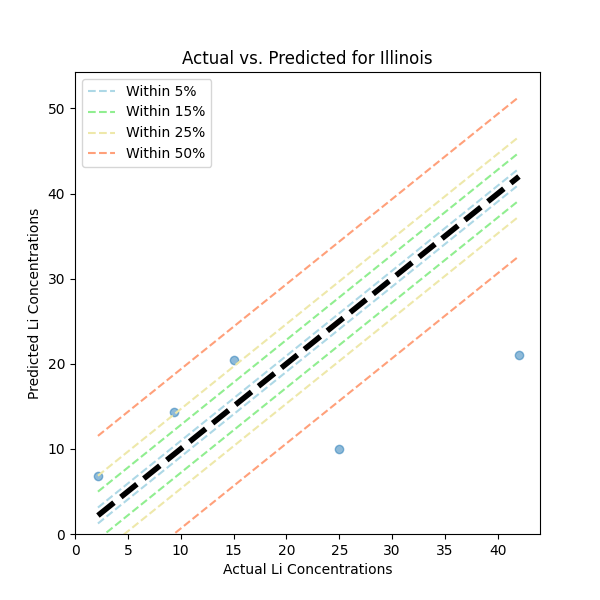 Actual vs. Predicted for Illinois
Within 5%
Within 15%
Within 25%
Within 50%
50
40
30
20
10
0
Predicted Li Concentrations
0 5 10 15 20 25 30 35 40
Actual Li Concentrations